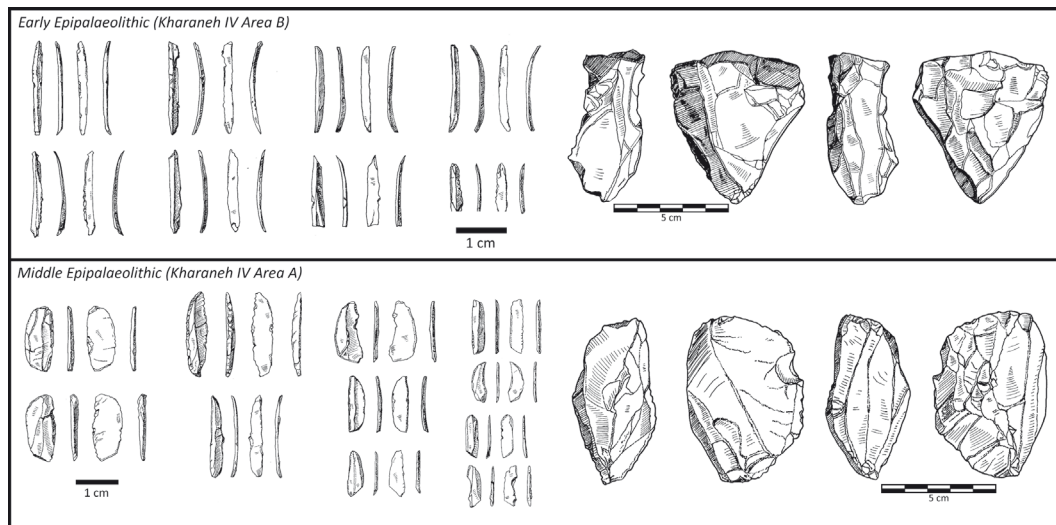 Early Epipalaeolithic (Kharaneh IV Area B)
5 cm
1 cm
Middle Epipalaeolithic (Kharaneh IV Area A)
1 cm
5 cm